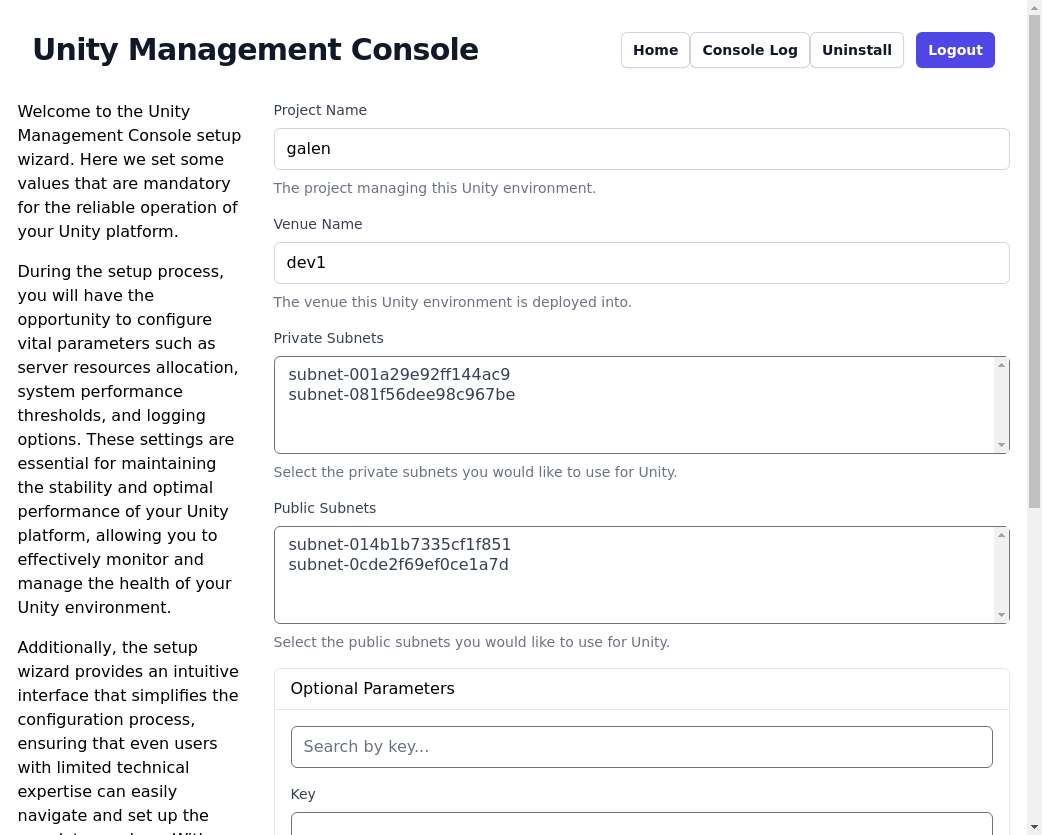 Unity Management Console
Home
Console Log
Uninstall
Logout
Welcome to the Unity
Management Console setup
wizard. Here we set some
values that are mandatory
for the reliable operation of
your Unity platform.
During the setup process,
you will have the
opportunity to configure
vital parameters such as
server resources allocation,
system performance
thresholds, and logging
options. These settings are
essential for maintaining
the stability and optimal
performance of your Unity
platform, allowing you to
effectively monitor and
manage the health of your
Unity environment.
Additionally, the setup
wizard provides an intuitive
interface that simplifies the
configuration process,
ensuring that even users
with limited technical
expertise can easily
navigate and set up the
Project Name
galen
The project managing this Unity environment.
Venue Name
dev1
The venue this Unity environment is deployed into.
Private Subnets
subnet-001a29e92ff144ac9
subnet-081f56dee98c967be
Select the private subnets you would like to use for Unity.
Public Subnets
subnet-014b1b7335cf1f851
subnet-0cde2f69ef0ce1a7d
Select the public subnets you would like to use for Unity.
Optional Parameters
Search by key...
Key